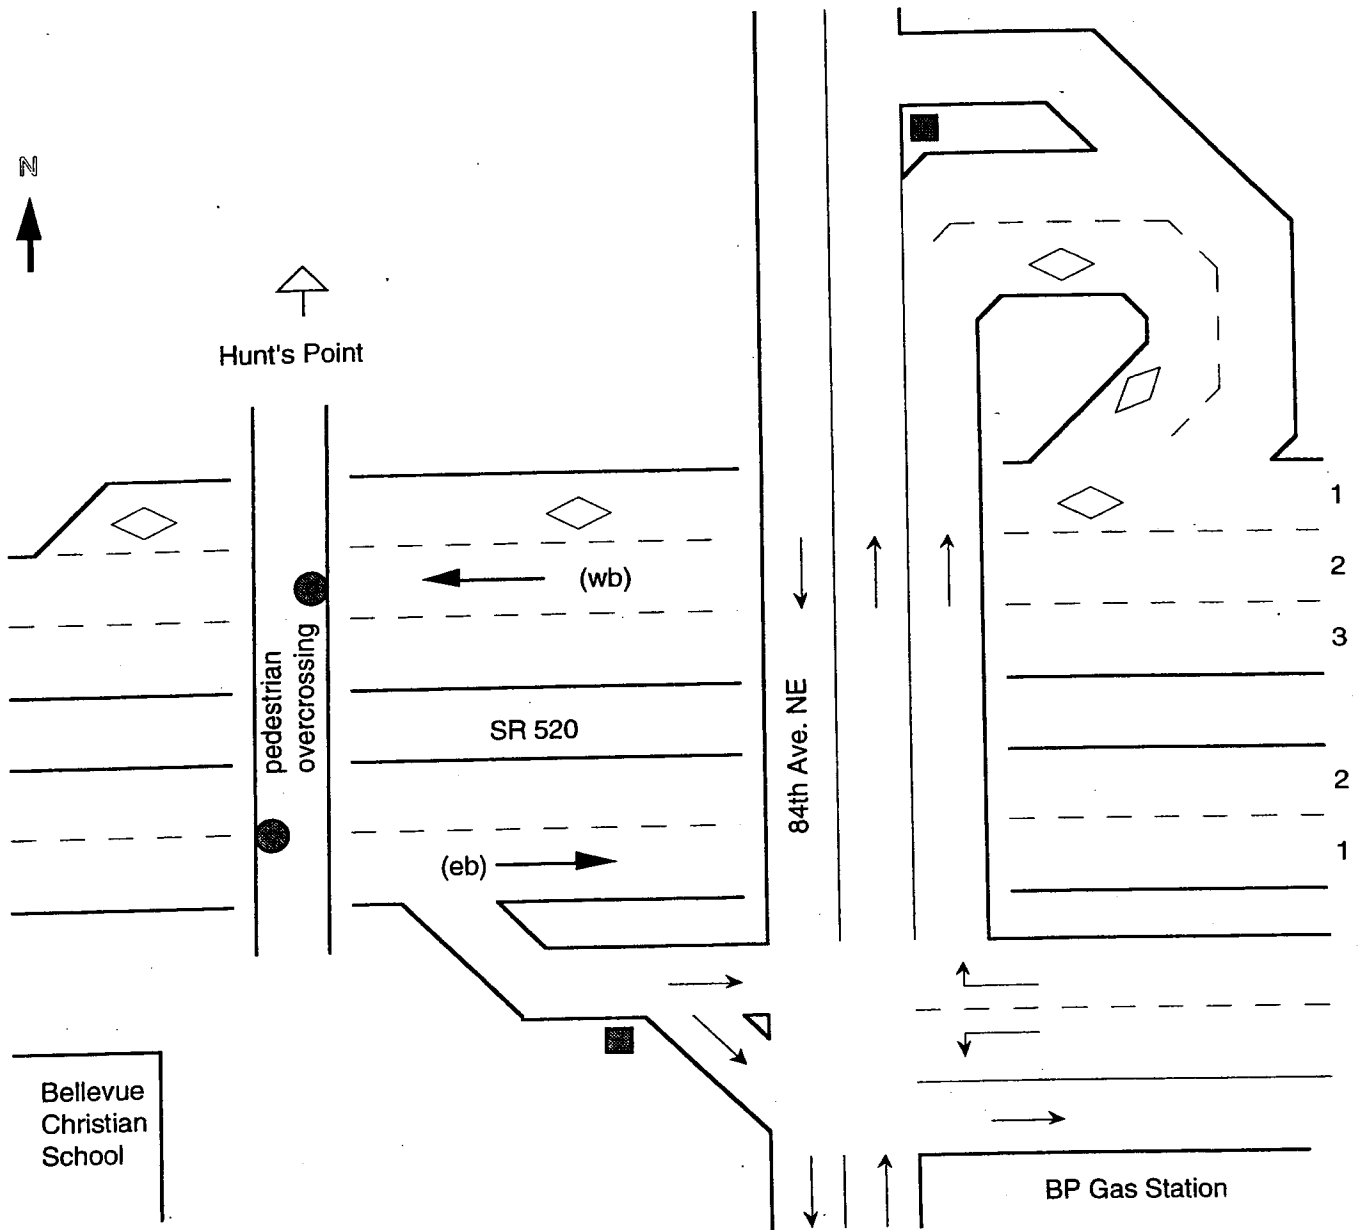 N
Hunt's Point
1
(wb)
2
3
pedestrian
overcrossing
SR 520
84th Ave. NE
2
(eb)
1
Bellevue
Christian
School
BP Gas Station